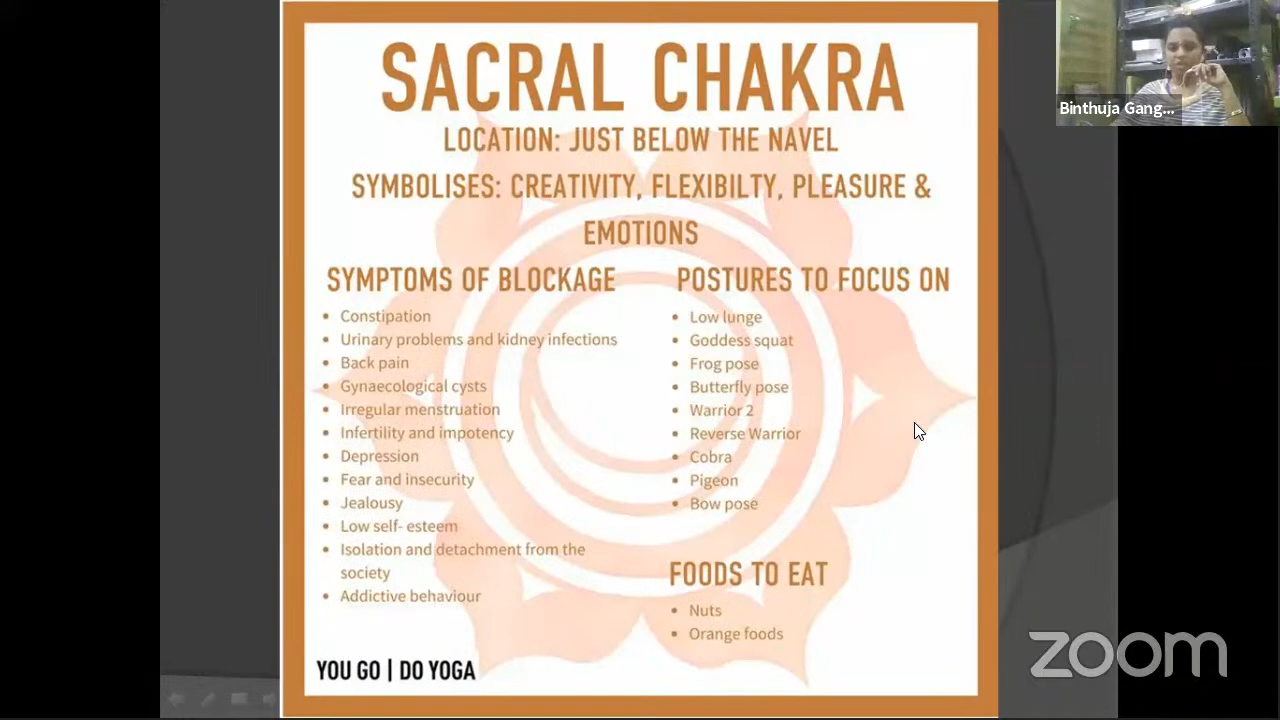 SACRAL CHAKRA
LOCATION: JUST BELOW THE NAVEL
SYMBOLISES: CREATIVITY, FLEXIBILTY, PLEASURE &
EMOTIONS
SYMPTOMS OF BLOCKAGE
Constipation
Urinary problems and kidney infections
Back pain
Gynaecological cysts
Irregular menstruation
Infertility and impotency
Depression
Fear and insecurity
Jealousy
Low self- esteem
Isolation and detachment from the
society
Addictive behaviour
POSTURES TO FOCUS ON
Low lunge
Goddess squat
Frog pose
Butterfly pose
Warrior 2
Reverse Warrior
Cobra
Pigeon
Bow pose
FOODS TO EAT
Nuts
Orange foods
YOU GO | DO YOGA
Binthuja Gang...
zoom